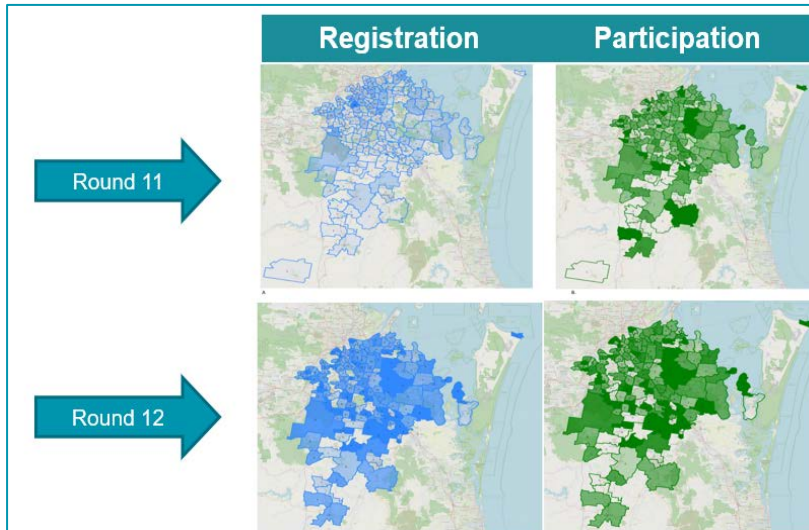 Registration
Participation
Round 11
A.
B.
Round 12